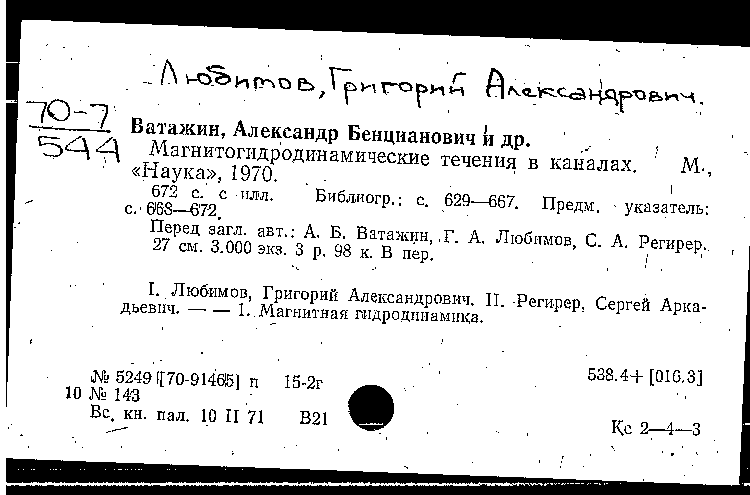 Любимов, Григорий Александрович.
70-7
544
Ватажин, Александр Бенцианович и др.
Магнитогидродинамические течения в каналах. М.,
«Наука», 1970.
672 с. с илл. Библиогр.: с. 629—667. Предм. указатель:
с. 668—672.
Перед загл. авт.: А. Б. Ватажин, Г. А. Любимов, С. А. Регирер.
27 см. 3.000 экз. 3 р. 98 к. В пер.
I. Любимов, Григорий Александрович. II. Регирер, Сергей Арка-
дьевич. — — 1. Магнитная гидродинамика.
№ 5249 [70-91465] п 15-2г 538.4+[016.3]
10 № 143
Вс. кн. пал. 10 II 71 В21
Кс 2—4—3